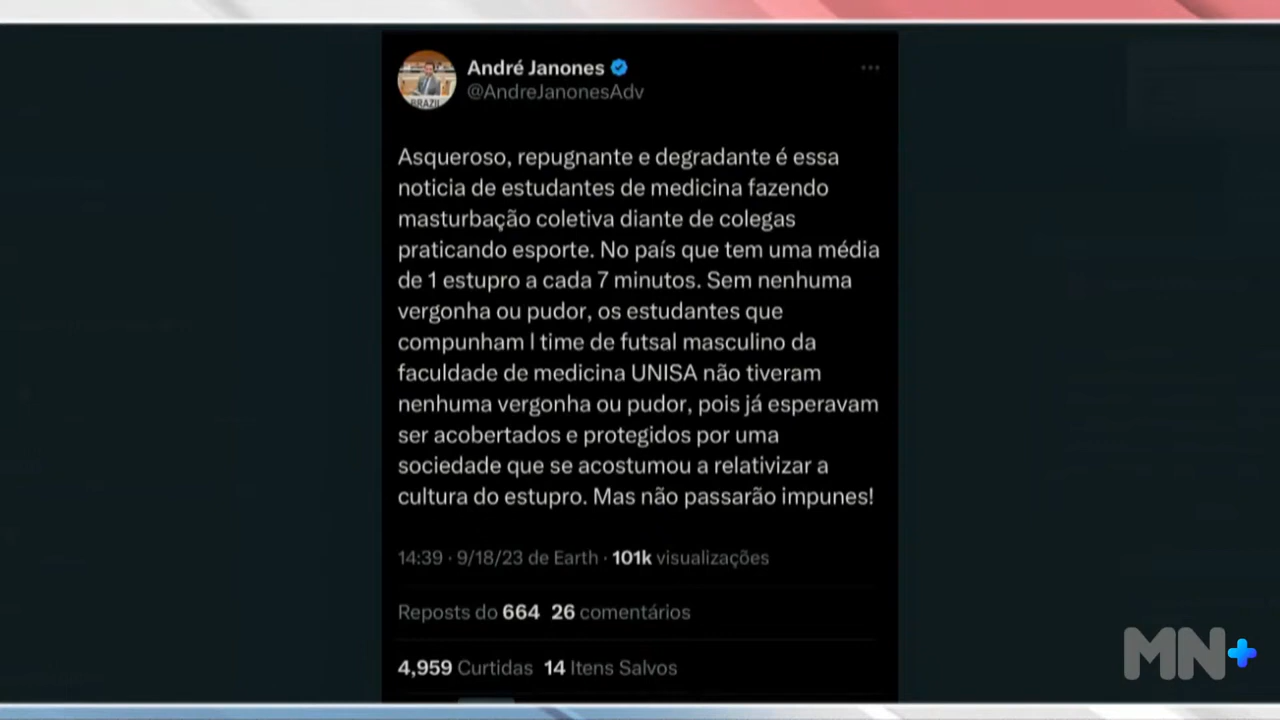 André Janones
@AndreJanonesAdv
Asqueroso, repugnante e degradante é essa
noticia de estudantes de medicina fazendo
masturbação coletiva diante de colegas
praticando esporte. No país que tem uma média
de 1 estupro a cada 7 minutos. Sem nenhuma
vergonha ou pudor, os estudantes que
compunham l time de futsal masculino da
faculdade de medicina UNISA não tiveram
nenhuma vergonha ou pudor, pois já esperavam
ser acobertados e protegidos por uma
sociedade que se acostumou a relativizar a
cultura do estupro. Mas não passarão impunes!
14:39 · 9/18/23 de Earth · 101k visualizações
Reposts do 664 26 comentários
4,959 Curtidas 14 Itens Salvos
BRAZIL
MN+